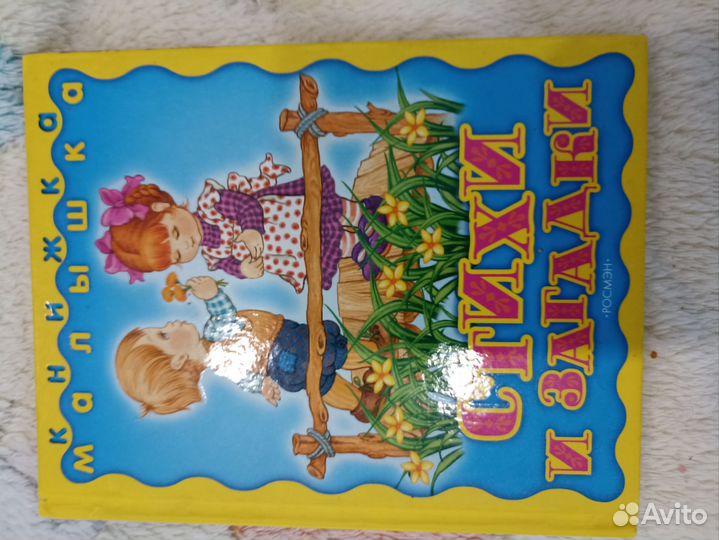 книжка
малышка
СТИХИ
И ЗАГАДКИ
·РОСМЭН·
Avito